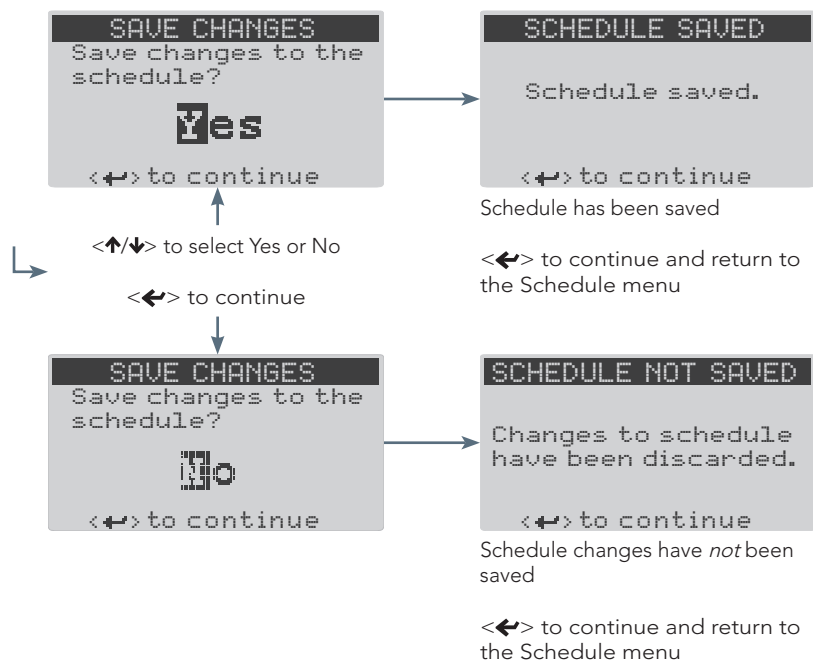 SAVE CHANGES
Save changes to the
schedule?
Yes
<↵>to continue
SCHEDULE SAVED
Schedule saved.
<↵>to continue
Schedule has been saved
<↵> to continue and return to
the Schedule menu
<↑/↓> to select Yes or No
<↵> to continue
SAVE CHANGES
Save changes to the
schedule?
No
<↵>to continue
SCHEDULE NOT SAVED
Changes to schedule
have been discarded.
<↵>to continue
Schedule changes have not been
saved
<↵> to continue and return to
the Schedule menu